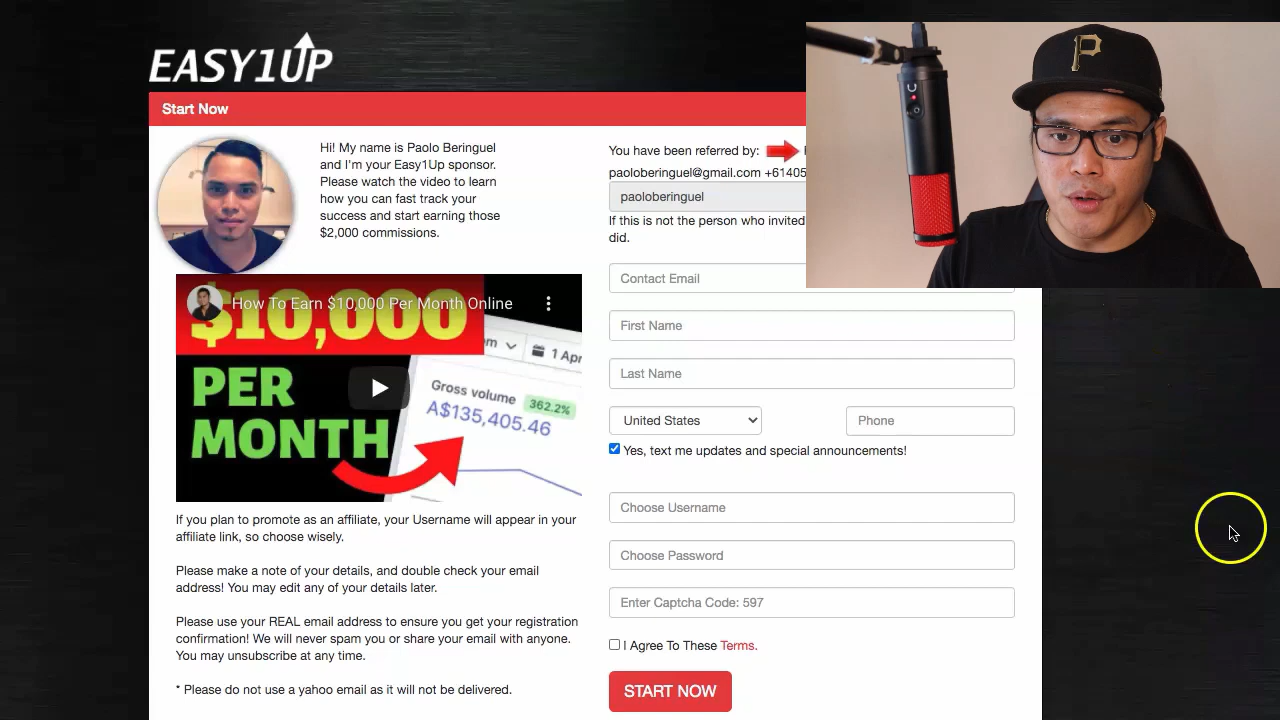 EASY1UP
Start Now
Hi! My name is Paolo Beringuel
and I'm your Easy1Up sponsor.
Please watch the video to learn
how you can fast track your
success and start earning those
$2,000 commissions.
$10,000
How To Earn $10,000 Per Month Online
PER
MONTH
1 Apr
Gross volume 362.2%
A$135,405.46
If you plan to promote as an affiliate, your Username will appear in your
affiliate link, so choose wisely.
Please make a note of your details, and double check your email
address! You may edit any of your details later.
Please use your REAL email address to ensure you get your registration
confirmation! We will never spam you or share your email with anyone.
You may unsubscribe at any time.
* Please do not use a yahoo email as it will not be delivered.
You have been referred by:
paoloberinguel@gmail.com +61405
paoloberinguel
If this is not the person who invited
did.
Contact Email
First Name
Last Name
United States
Phone
Yes, text me updates and special announcements!
Choose Username
Choose Password
Enter Captcha Code: 597
I Agree To These Terms.
START NOW
P